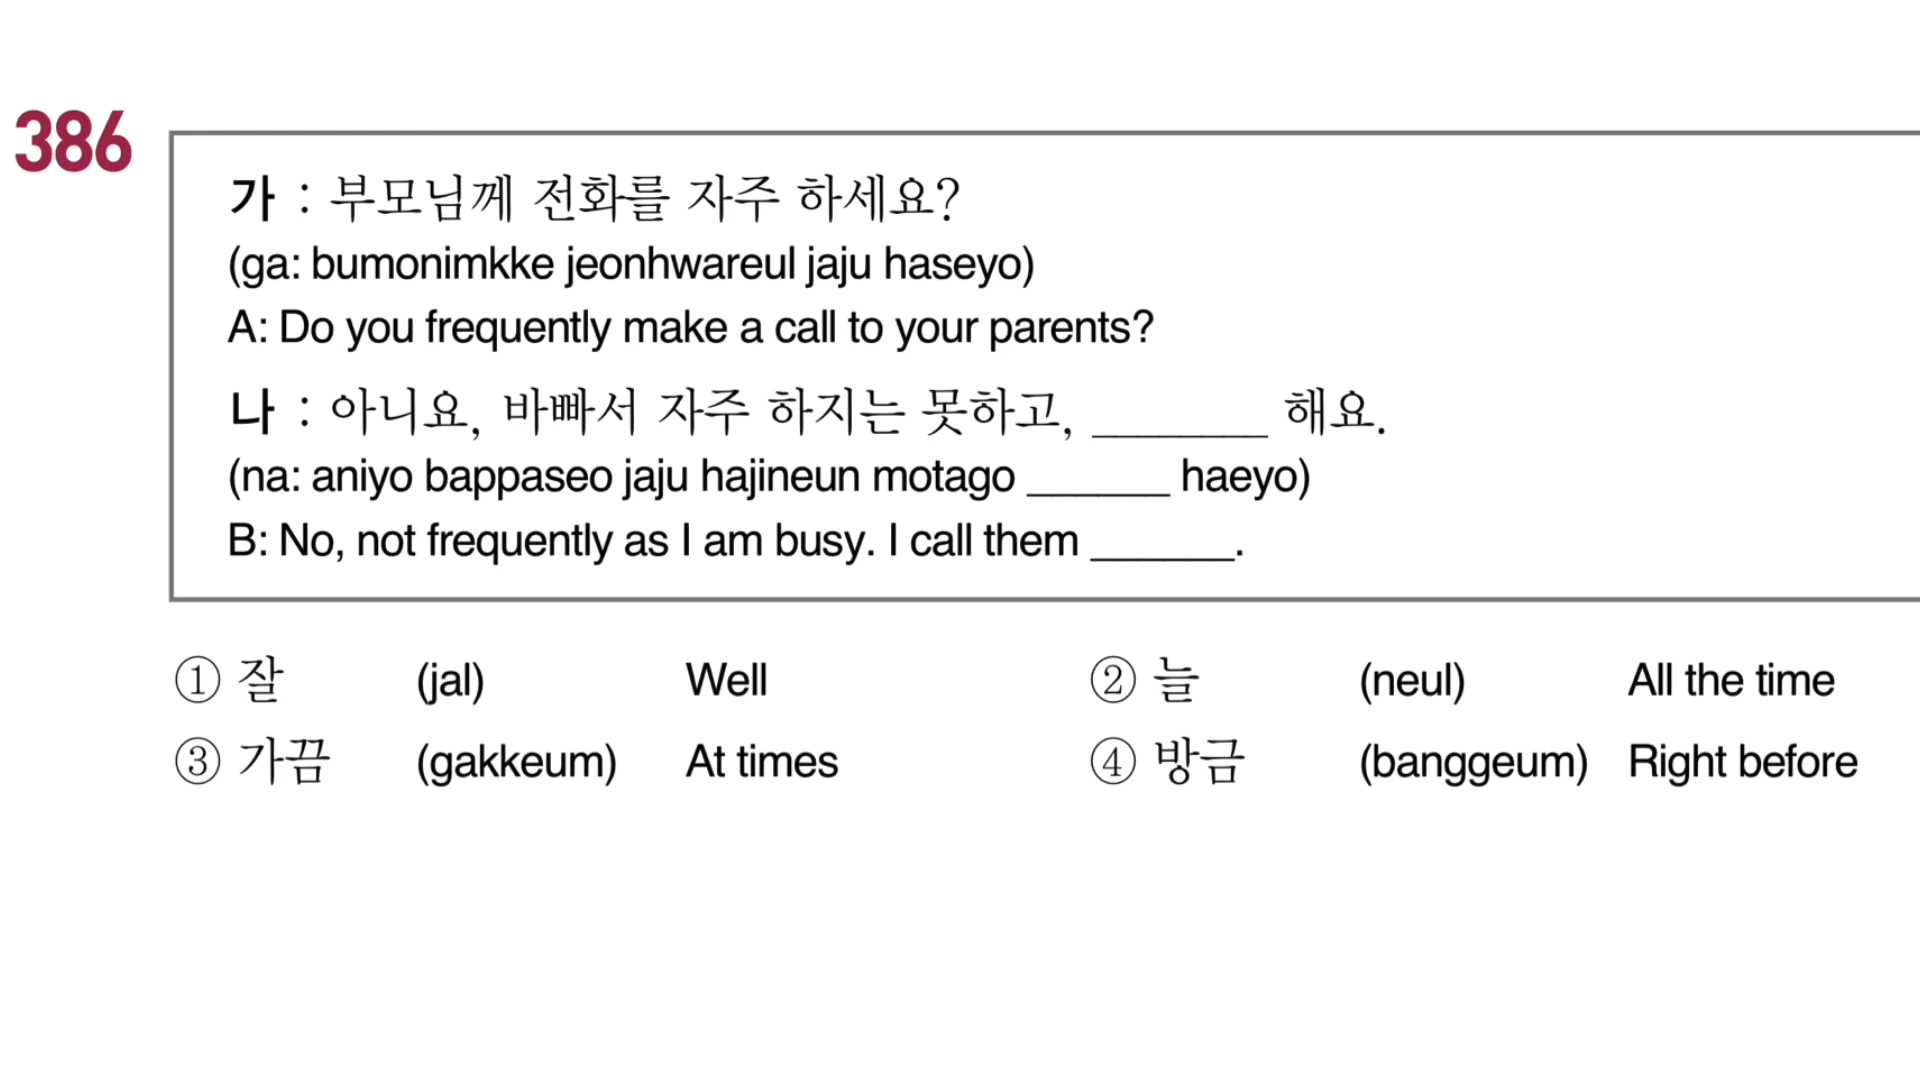 386
가 : 부모님께 전화를 자주 하세요?
(ga: bumonimkke jeonhwareul jaju haseyo)
A: Do you frequently make a call to your parents?
나 : 아니요, 바빠서 자주 하지는 못하고, ________ 해요.
(na: aniyo bappaseo jaju hajineun motago ______ haeyo)
B: No, not frequently as I am busy. I call them ______.
① 잘 (jal) Well ② 늘 (neul) All the time
③ 가끔 (gakkeum) At times ④ 방금 (banggeum) Right before